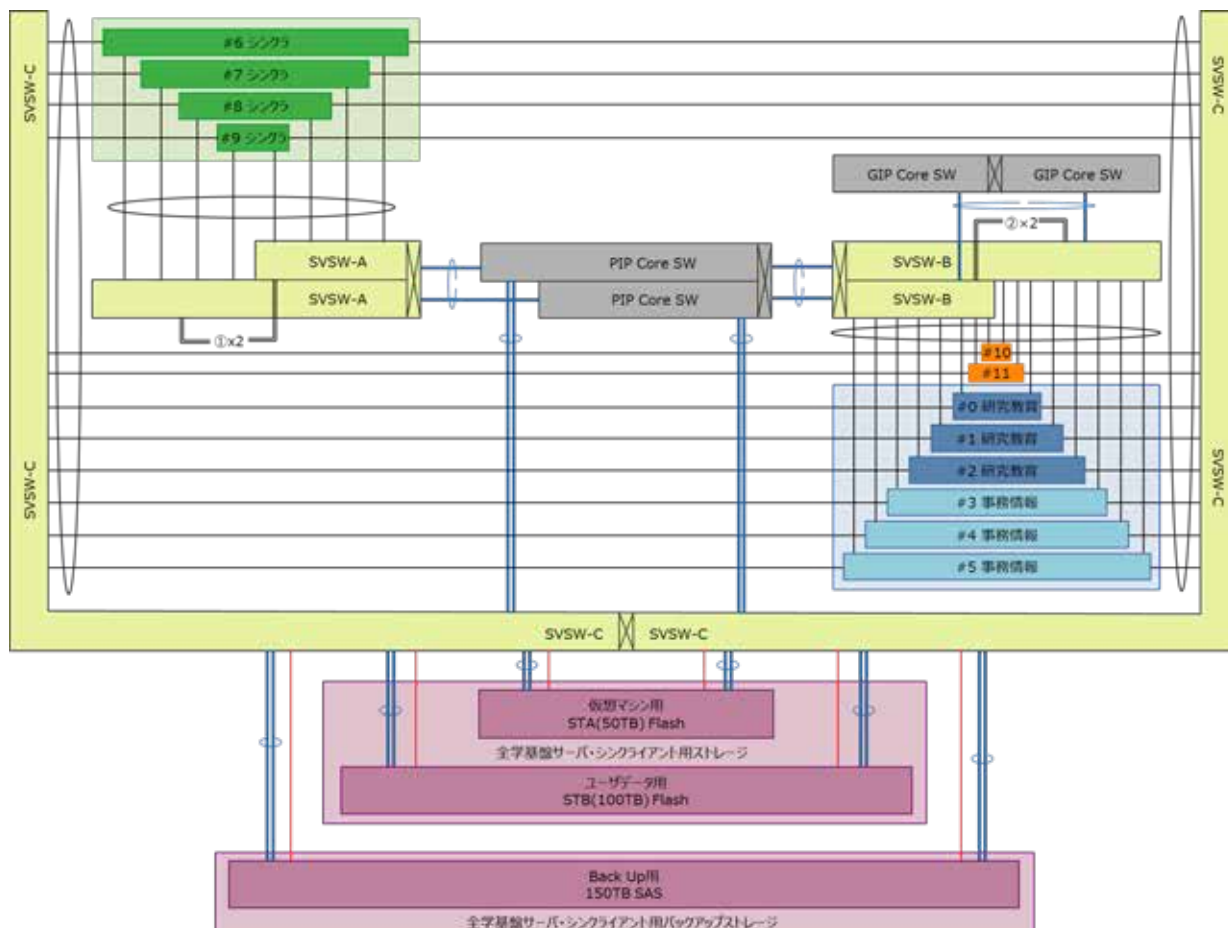 SVSW-C
#6 シンクラ
#7 シンクラ
#8 シンクラ
#9 シンクラ
SVSW-C
GIP Core SW
GIP Core SW
②×2
SVSW-A
SVSW-A
①x2
PIP Core SW
PIP Core SW
SVSW-B
SVSW-B
#10
#11
#0 研究教育
#1 研究教育
#2 研究教育
#3 事務情報
#4 事務情報
#5 事務情報
SVSW-C
SVSW-C
SVSW-C
SVSW-C
仮想マシン用
STA(50TB) Flash
全学基盤サーバ・シンクライアント用ストレージ
ユーザデータ用
STB(100TB) Flash
Back Up用
150TB SAS
全学基盤サーバ・シンクライアント用バックアップストレージ